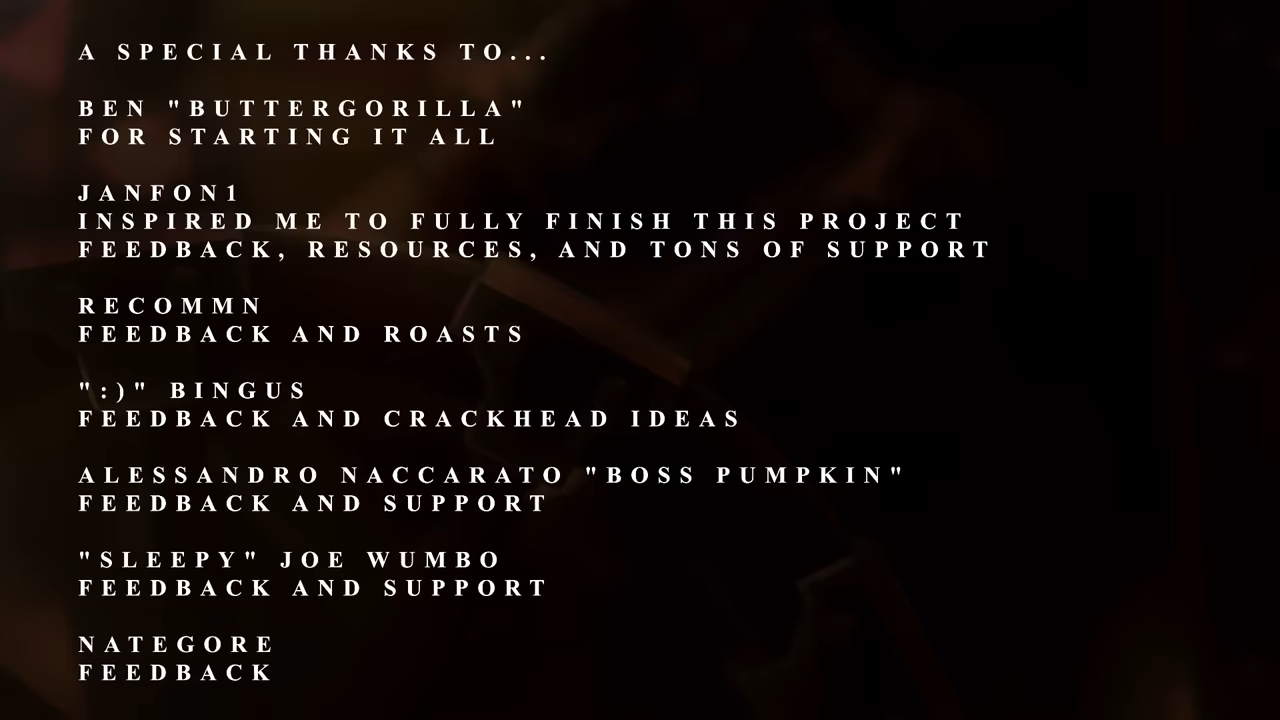 A SPECIAL THANKS TO...
BEN "BUTTERGORILLA"
FOR STARTING IT ALL
JANFON1
INSPIRED ME TO FULLY FINISH THIS PROJECT
FEEDBACK, RESOURCES, AND TONS OF SUPPORT
RECOMMN
FEEDBACK AND ROASTS
":)" BINGUS
FEEDBACK AND CRACKHEAD IDEAS
ALESSANDRO NACCARATO "BOSS PUMPKIN"
FEEDBACK AND SUPPORT
"SLEEPY" JOE WUMBO
FEEDBACK AND SUPPORT
NATEGORE
FEEDBACK